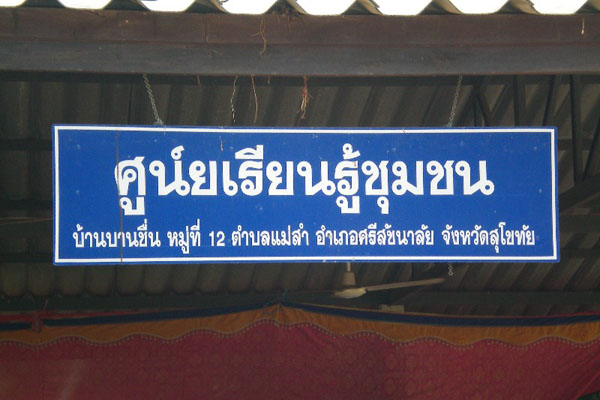 ศูนย์เรียนรู้ชุมชน
บ้านบานชื่น หมู่ที่ 12 ตำบลแม่สำ อำเภอศรีสัชนาลัย จังหวัดสุโขทัย